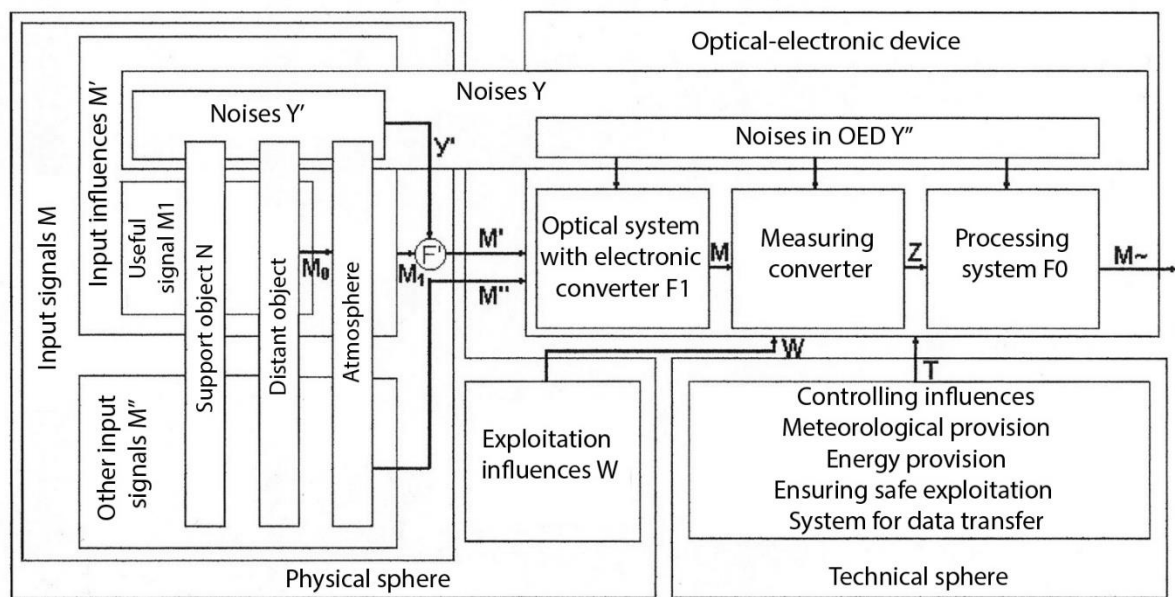 Optical-electronic device
Noises Y
Noises Y’
Noises in OED Y”
y'
Input signals M
Input influences M’
Useful
signal M1
Support object N
M₀
Distant object
Atmosphere
M₁
F'
M'
M"
Optical system
with electronic
converter F1
M
Measuring
converter
Z
Processing
system F0
M~
Other input
signals M”
Exploitation
influences W
W
T
Controlling influences
Meteorological provision
Energy provision
Ensuring safe exploitation
System for data transfer
Physical sphere
Technical sphere